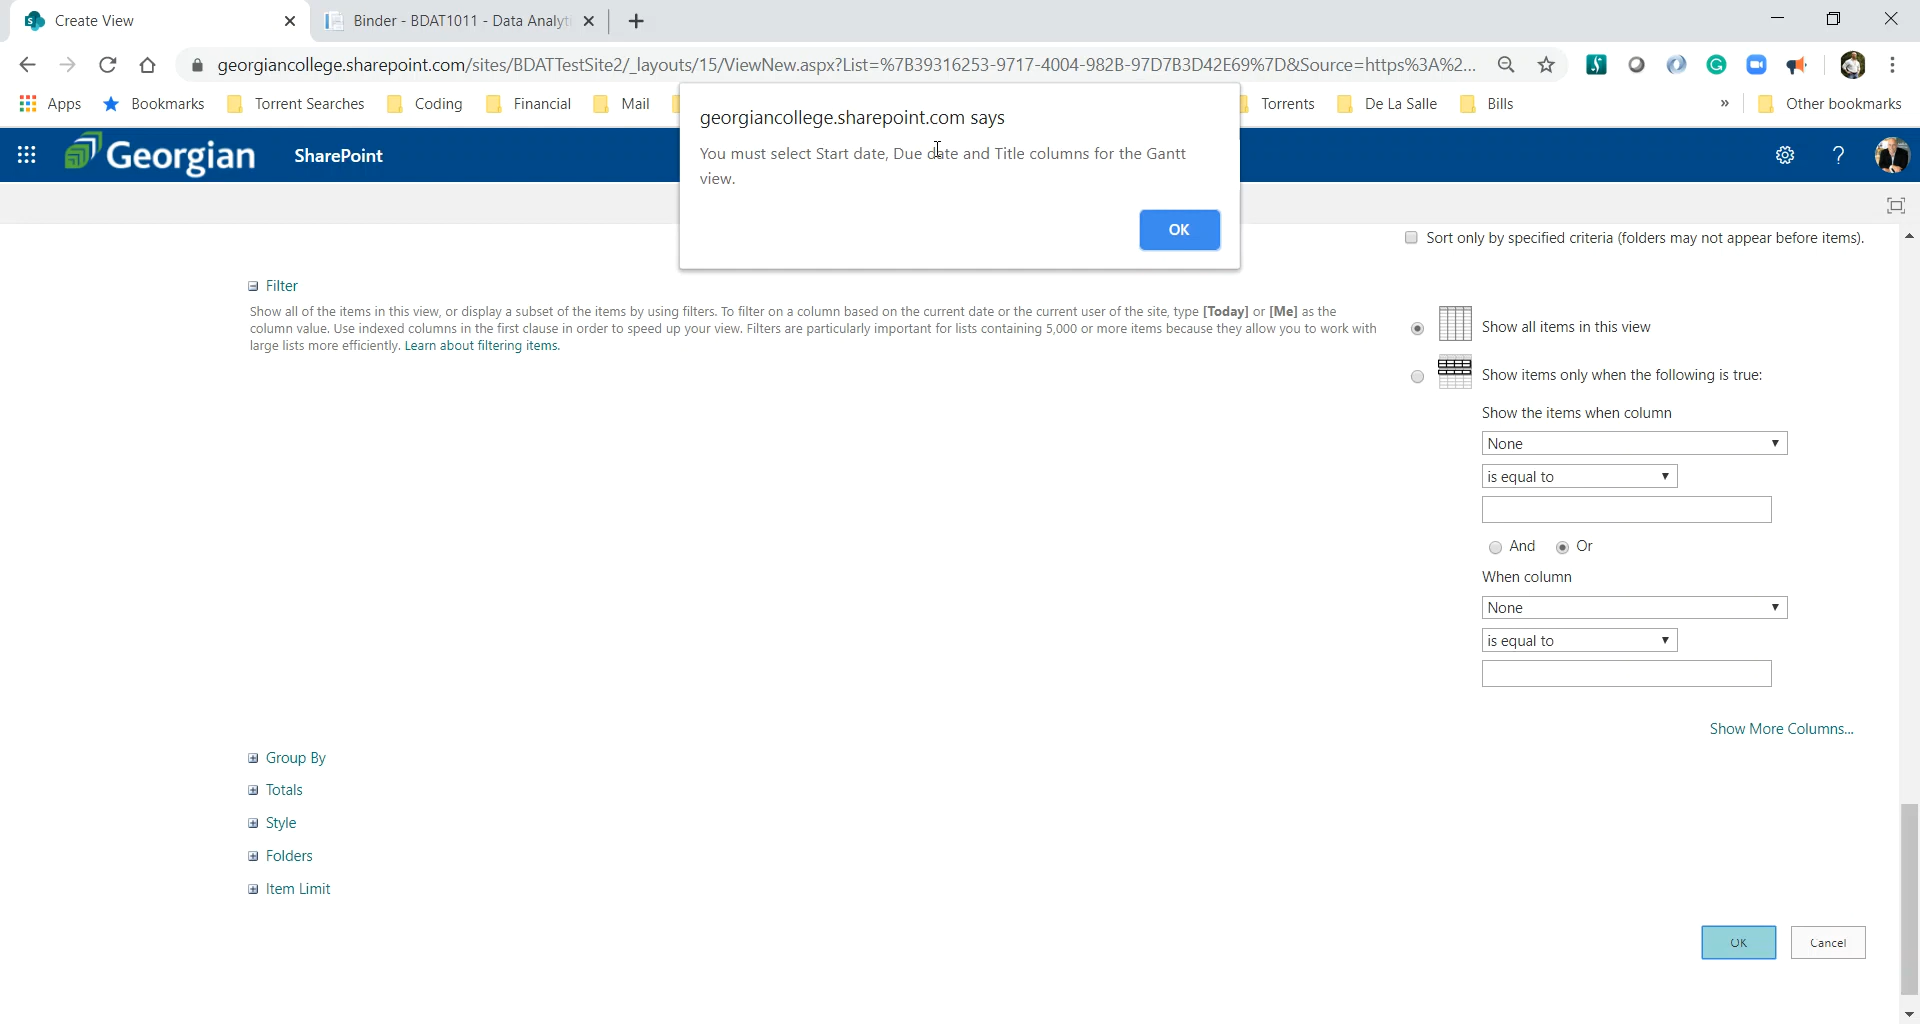 Create View
Binder - BDAT1011 - Data Analyt
georgiancollege.sharepoint.com/sites/BDATTestSite2/_layouts/15/ViewNew.aspx?List=%7B39316253-9717-4004-982B-97D7B3D42E69%7D&Source=https%3A%2...
Apps
Bookmarks
Torrent Searches
Coding
Financial
Mail
Torrents
De La Salle
Bills
»
Other bookmarks
georgiancollege.sharepoint.com says
You must select Start date, Due date and Title columns for the Gantt
view.
OK
Georgian
SharePoint
?
Sort only by specified criteria (folders may not appear before items).
Filter
Show all of the items in this view, or display a subset of the items by using filters. To filter on a column based on the current date or the current user of the site, type [Today] or [Me] as the
column value. Use indexed columns in the first clause in order to speed up your view. Filters are particularly important for lists containing 5,000 or more items because they allow you to work with
large lists more efficiently. Learn about filtering items.
Show all items in this view
Show items only when the following is true:
Show the items when column
None
is equal to
And
Or
When column
None
is equal to
Show More Columns...
Group By
Totals
Style
Folders
Item Limit
OK
Cancel